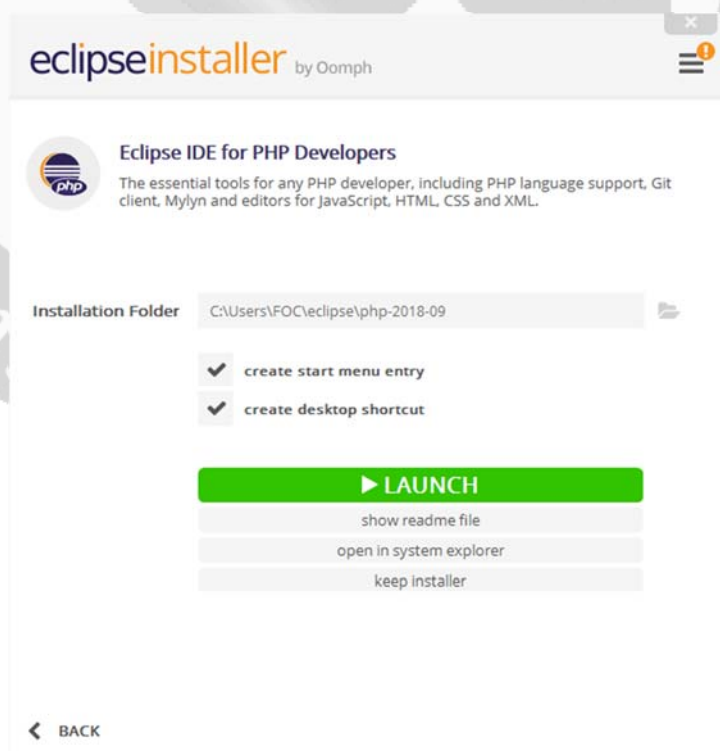 eclipseinstaller by Oomph
Eclipse IDE for PHP Developers
php
The essential tools for any PHP developer, including PHP language support, Git
client, Mylyn and editors for JavaScript, HTML, CSS and XML.
Installation Folder C:\Users\FOC\eclipse\php-2018-09
create start menu entry
create desktop shortcut
LAUNCH
show readme file
open in system explorer
keep installer
BACK